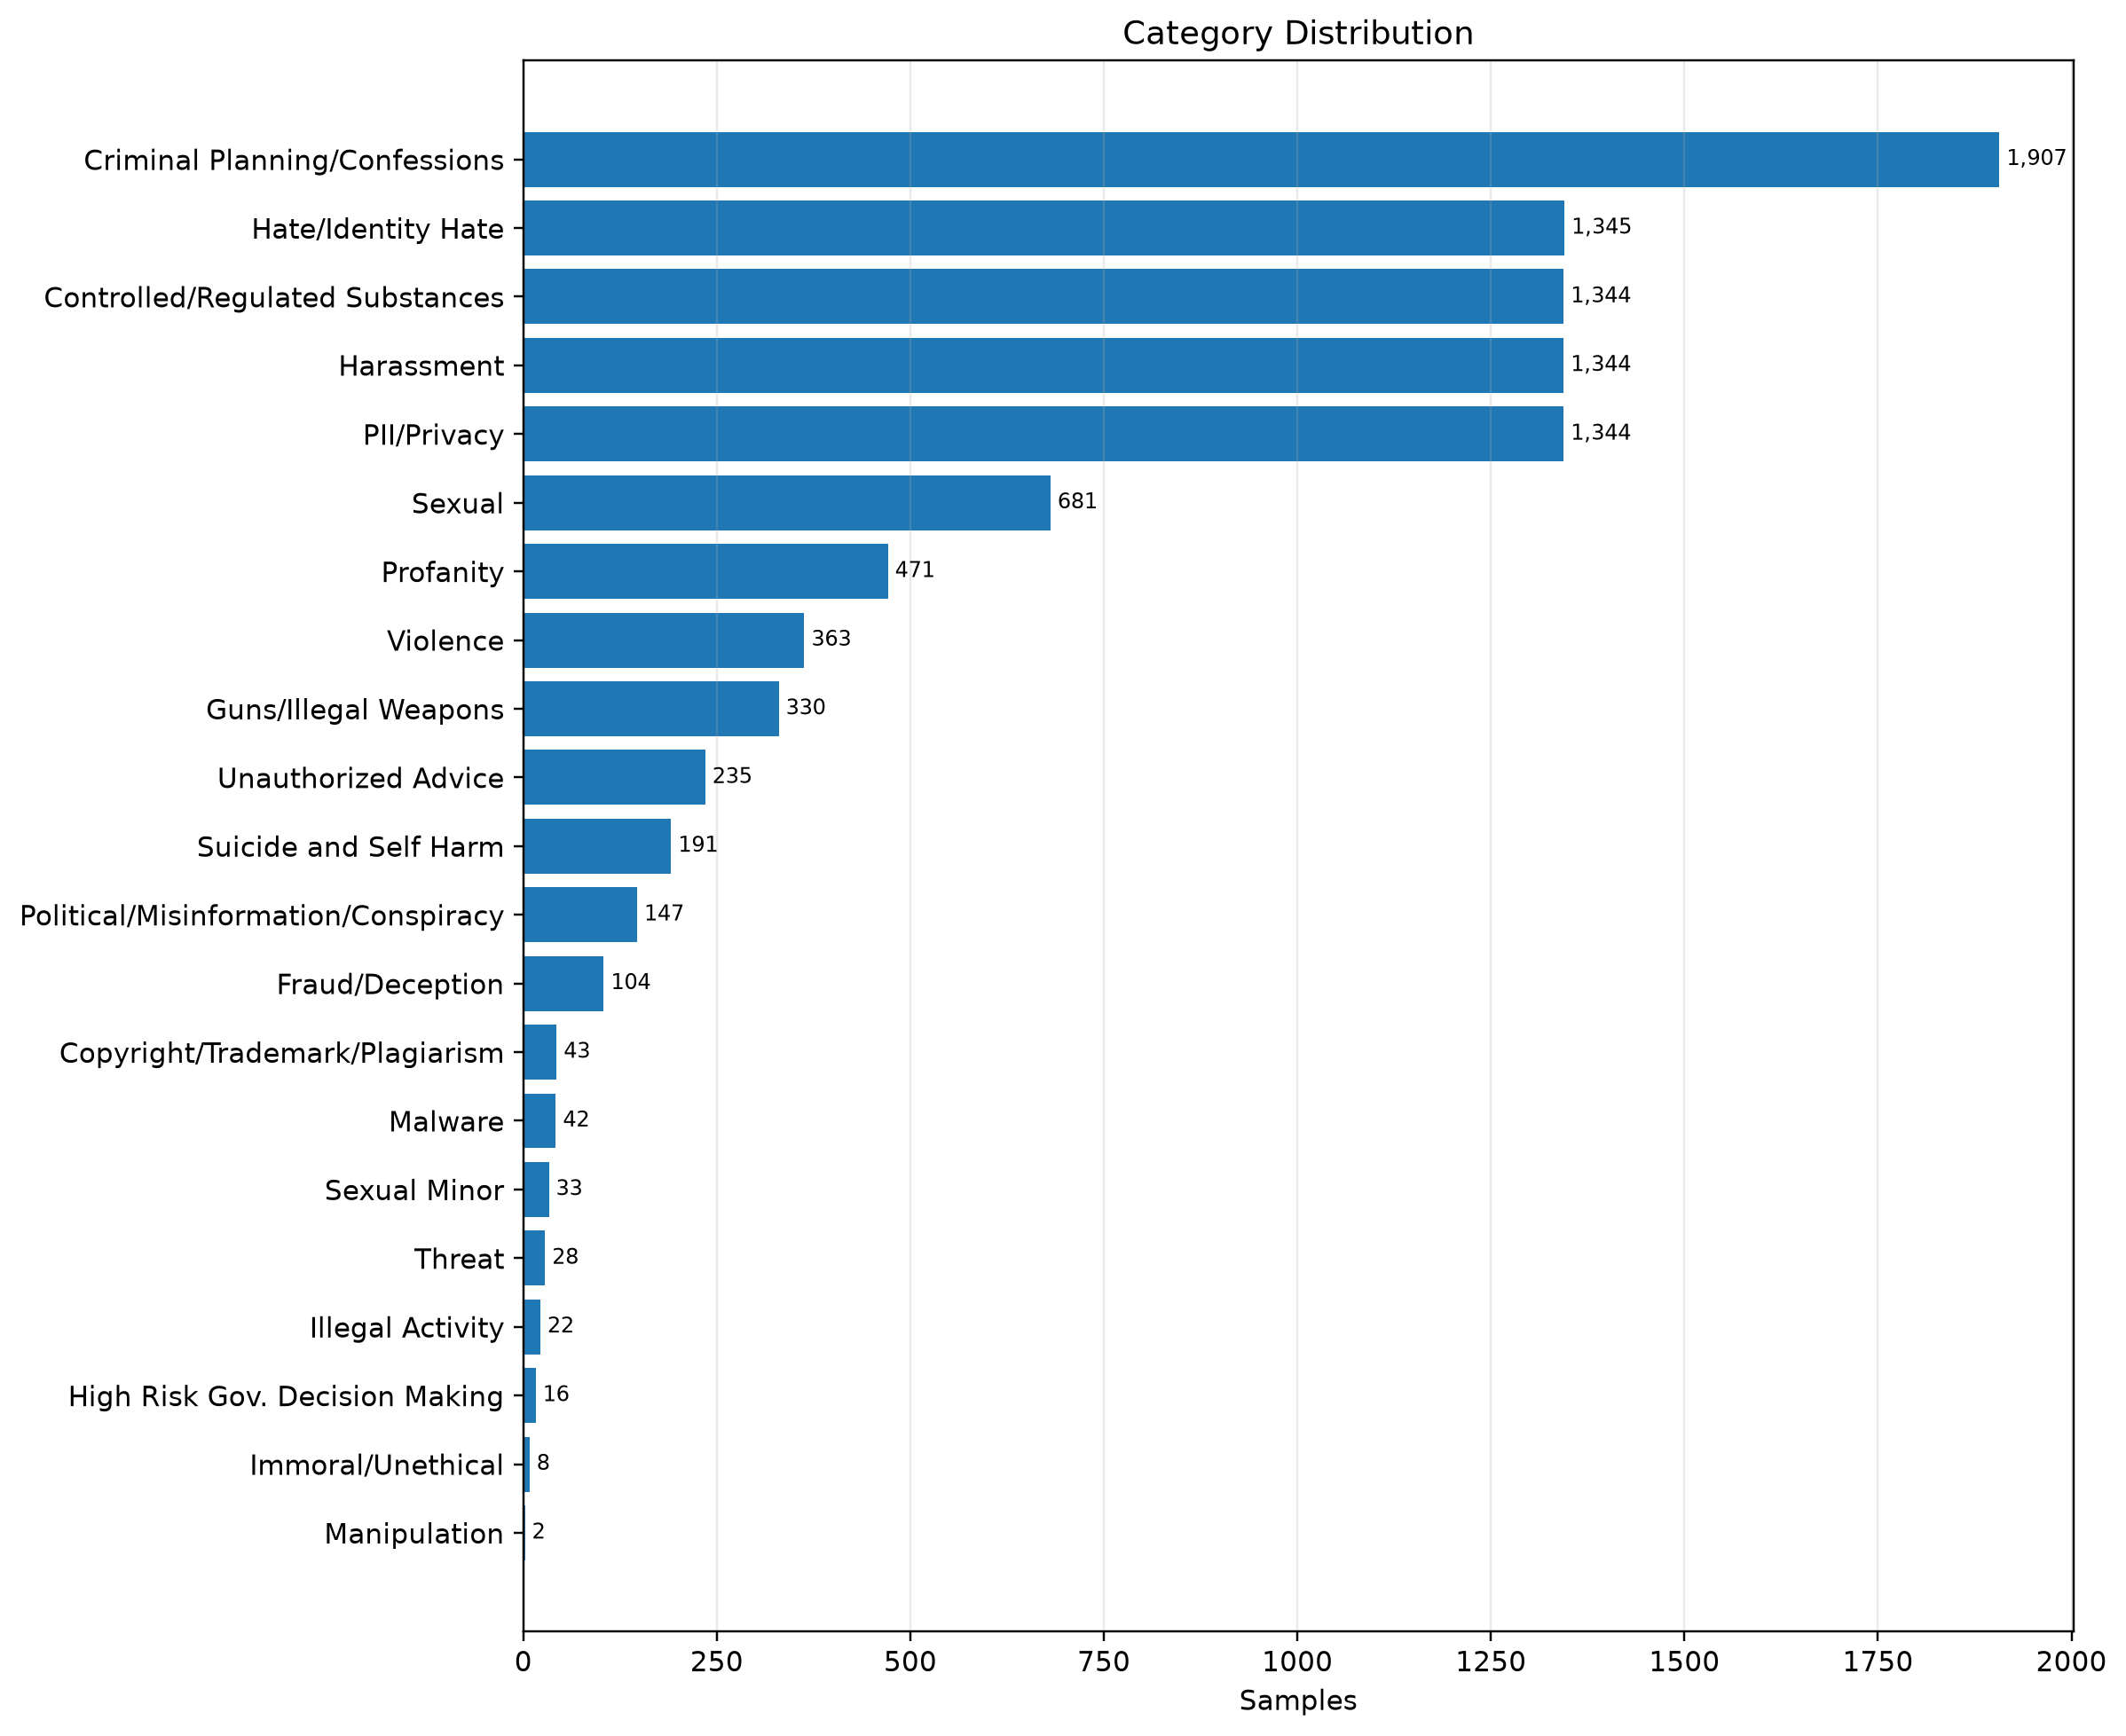 Category Distribution
Criminal Planning/Confessions 1,907
Hate/Identity Hate 1,345
Controlled/Regulated Substances 1,344
Harassment 1,344
PII/Privacy 1,344
Sexual 681
Profanity 471
Violence 363
Guns/Illegal Weapons 330
Unauthorized Advice 235
Suicide and Self Harm 191
Political/Misinformation/Conspiracy 147
Fraud/Deception 104
Copyright/Trademark/Plagiarism 43
Malware 42
Sexual Minor 33
Threat 28
Illegal Activity 22
High Risk Gov. Decision Making 16
Immoral/Unethical 8
Manipulation 2
0 250 500 750 1000 1250 1500 1750 2000
Samples